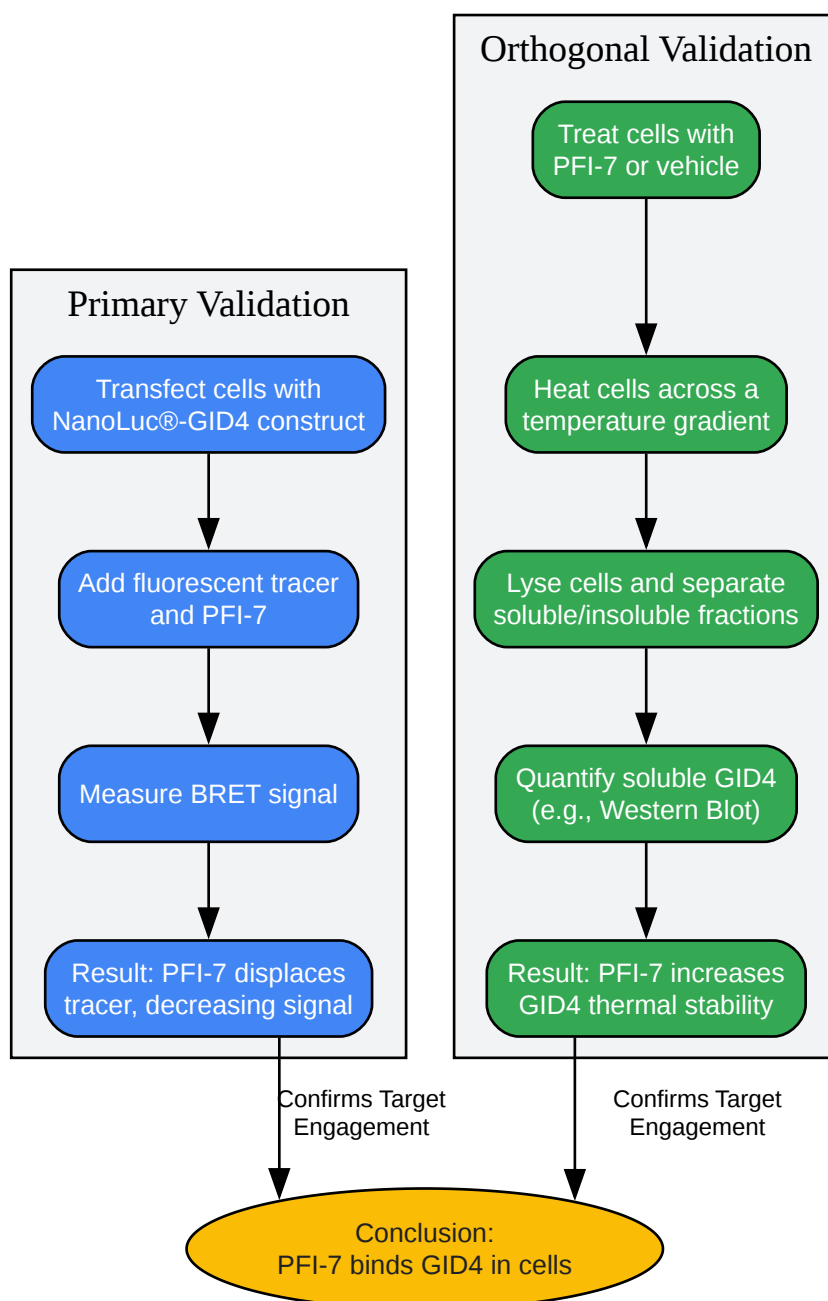 Primary Validation
Transfect cells with
NanoLuc®-GID4 construct
Add fluorescent tracer
and PFI-7
Measure BRET signal
Result: PFI-7 displaces
tracer, decreasing signal
Confirms Target
Engagement
Orthogonal Validation
Treat cells with
PFI-7 or vehicle
Heat cells across a
temperature gradient
Lyse cells and separate
soluble/insoluble fractions
Quantify soluble GID4
(e.g., Western Blot)
Result: PFI-7 increases
GID4 thermal stability
Confirms Target
Engagement
Conclusion:
PFI-7 binds GID4 in cells